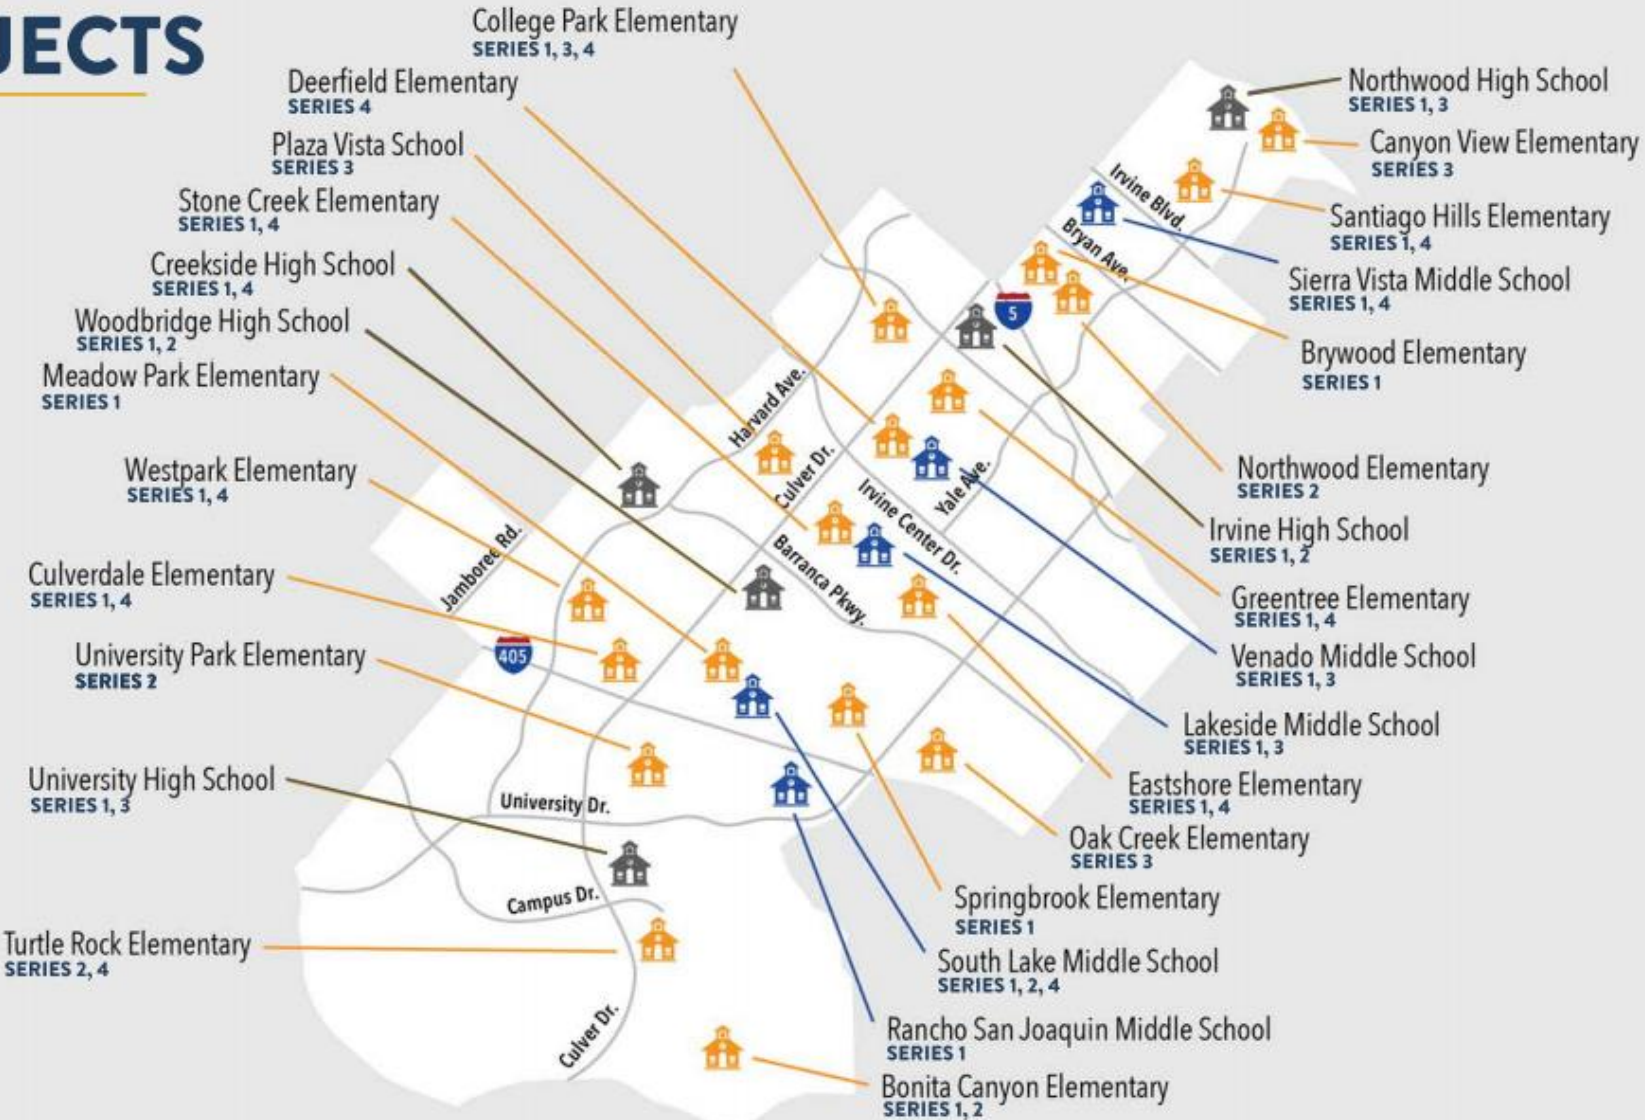 JECTS
College Park Elementary
SERIES 1, 3, 4
Deerfield Elementary
SERIES 4
Plaza Vista School
SERIES 3
Stone Creek Elementary
SERIES 1, 4
Creekside High School
SERIES 1, 4
Woodbridge High School
SERIES 1, 2
Meadow Park Elementary
SERIES 1
Westpark Elementary
SERIES 1, 4
Culverdale Elementary
SERIES 1, 4
University Park Elementary
SERIES 2
University High School
SERIES 1, 3
Turtle Rock Elementary
SERIES 2, 4
Northwood High School
SERIES 1, 3
Canyon View Elementary
SERIES 3
Santiago Hills Elementary
SERIES 1, 4
Sierra Vista Middle School
SERIES 1, 4
Brywood Elementary
SERIES 1
Northwood Elementary
SERIES 2
Irvine High School
SERIES 1, 2
Greentree Elementary
SERIES 1, 4
Venado Middle School
SERIES 1, 3
Lakeside Middle School
SERIES 1, 3
Eastshore Elementary
SERIES 1, 4
Oak Creek Elementary
SERIES 3
Springbrook Elementary
SERIES 1
South Lake Middle School
SERIES 1, 2, 4
Rancho San Joaquin Middle School
SERIES 1
Bonita Canyon Elementary
SERIES 1, 2
Irvine Blvd.
Bryan Ave.
5
Harvard Ave.
Culver Dr.
Yale Ave.
Irvine Center Dr.
Barranca Pkwy.
Jamboree Rd.
405
University Dr.
Campus Dr.
Culver Dr.